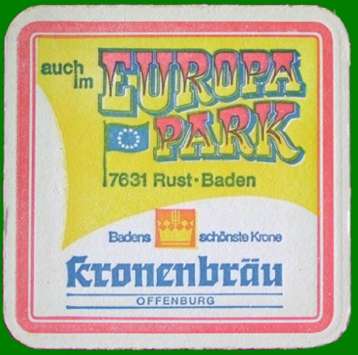 auch im EUROPA
PARK
7631 Rust·Baden
Badens schönste Krone
Kronenbräu
OFFENBURG